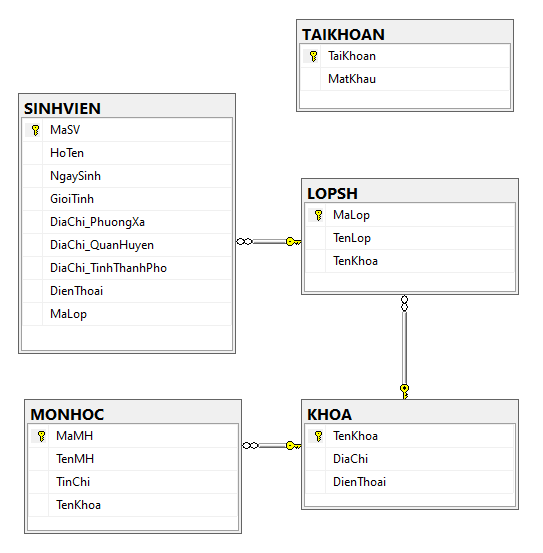 TAIKHOAN
TaiKhoan
MatKhau
SINHVIEN
MaSV
HoTen
NgaySinh
GioiTinh
DiaChi_PhuongXa
DiaChi_QuanHuyen
DiaChi_TinhThanhPho
DienThoai
MaLop
LOPSH
MaLop
TenLop
TenKhoa
MONHOC
MaMH
TenMH
TinChi
TenKhoa
KHOA
TenKhoa
DiaChi
DienThoai